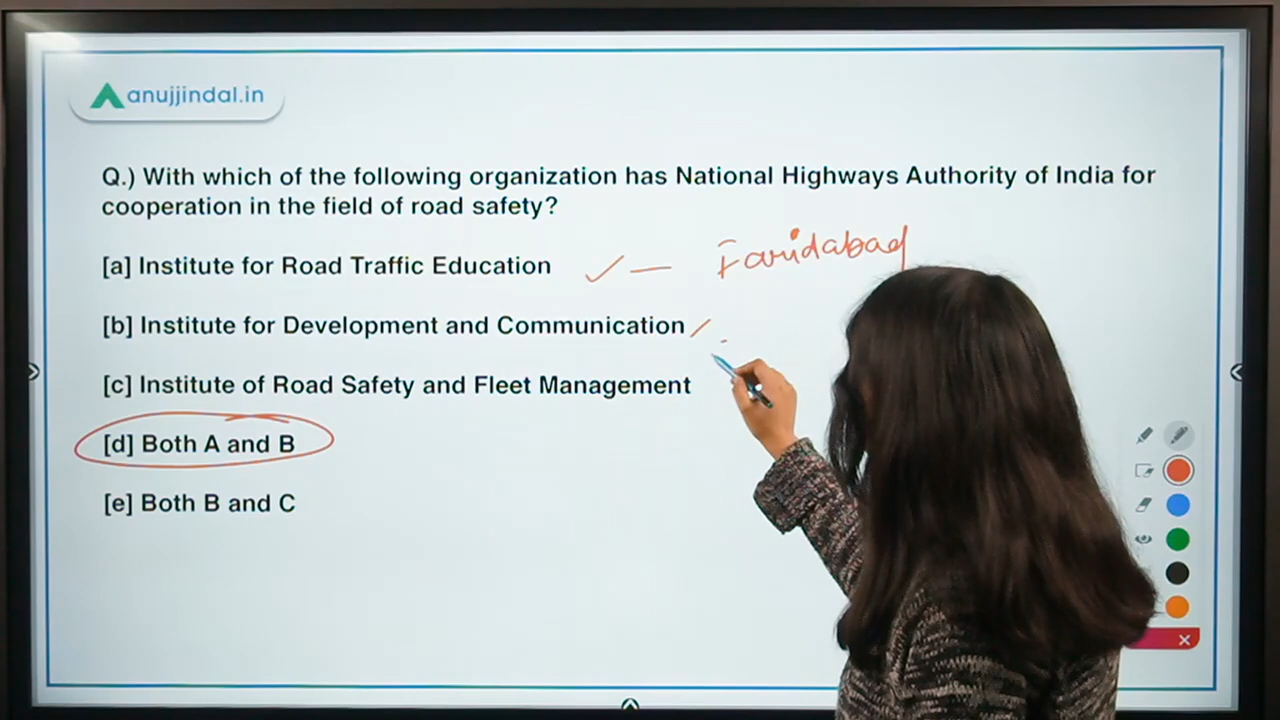 anujjindal.in
Q.) With which of the following organization has National Highways Authority of India for
cooperation in the field of road safety?
[a] Institute for Road Traffic Education — Faridabad
[b] Institute for Development and Communication
[c] Institute of Road Safety and Fleet Management
[d] Both A and B
[e] Both B and C